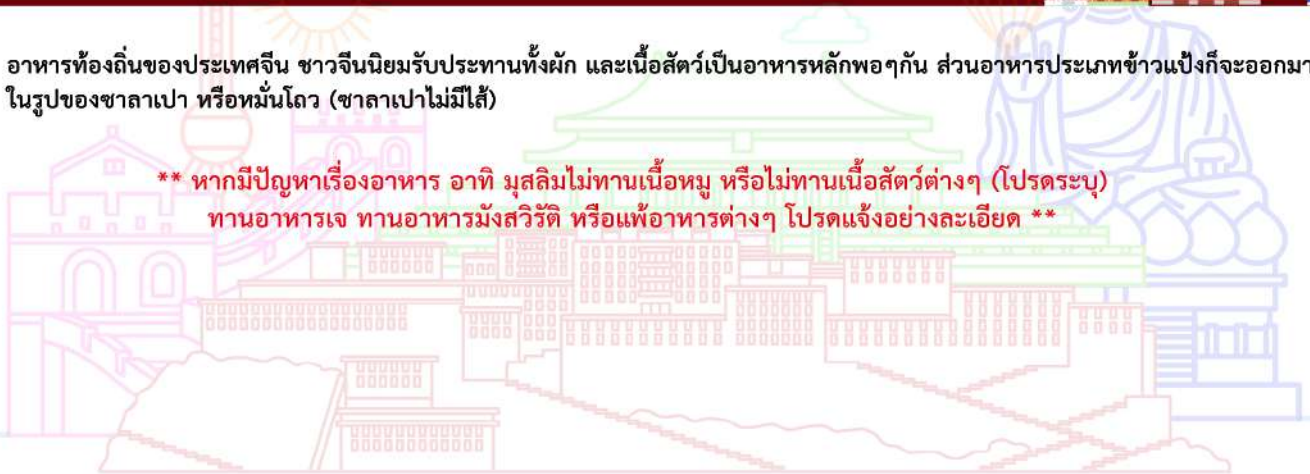 อาหารท้องถิ่นของประเทศจีน ชาวจีนนิยมรับประทานทั้งผัก และเนื้อสัตว์เป็นอาหารหลักพอๆกัน ส่วนอาหารประเภทข้าวแป้งก็จะออกมา
ในรูปของซาลาเปา หรือหมั่นโถว (ซาลาเปาไม่มีไส้)
** หากมีปัญหาเรื่องอาหาร อาทิ มุสลิมไม่ทานเนื้อหมู หรือไม่ทานเนื้อสัตว์ต่างๆ (โปรดระบุ)
ทานอาหารเจ ทานอาหารมังสวิรัติ หรือแพ้อาหารต่างๆ โปรดแจ้งอย่างละเอียด **